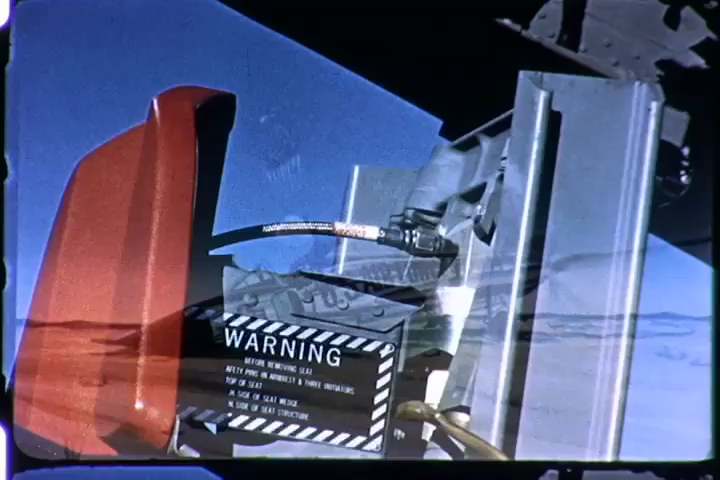 WARNING
BEFORE REMOVING SEAT
AFETY PINS IN ARMREST & THREE INITIATORS
TOP OF SEAT
H. SIDE OF SEAT WEDGE
H. SIDE OF SEAT STRUCTURE